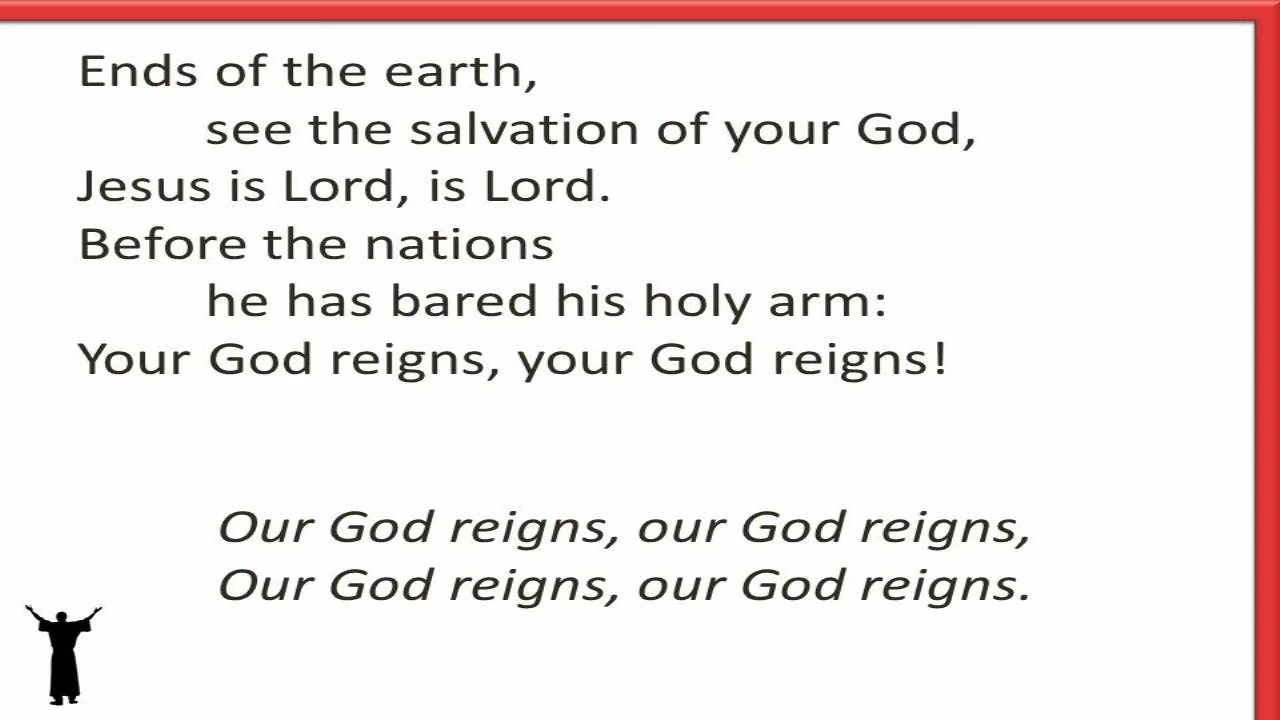 Ends of the earth,
see the salvation of your God,
Jesus is Lord, is Lord.
Before the nations
he has bared his holy arm:
Your God reigns, your God reigns!
Our God reigns, our God reigns,
Our God reigns, our God reigns.